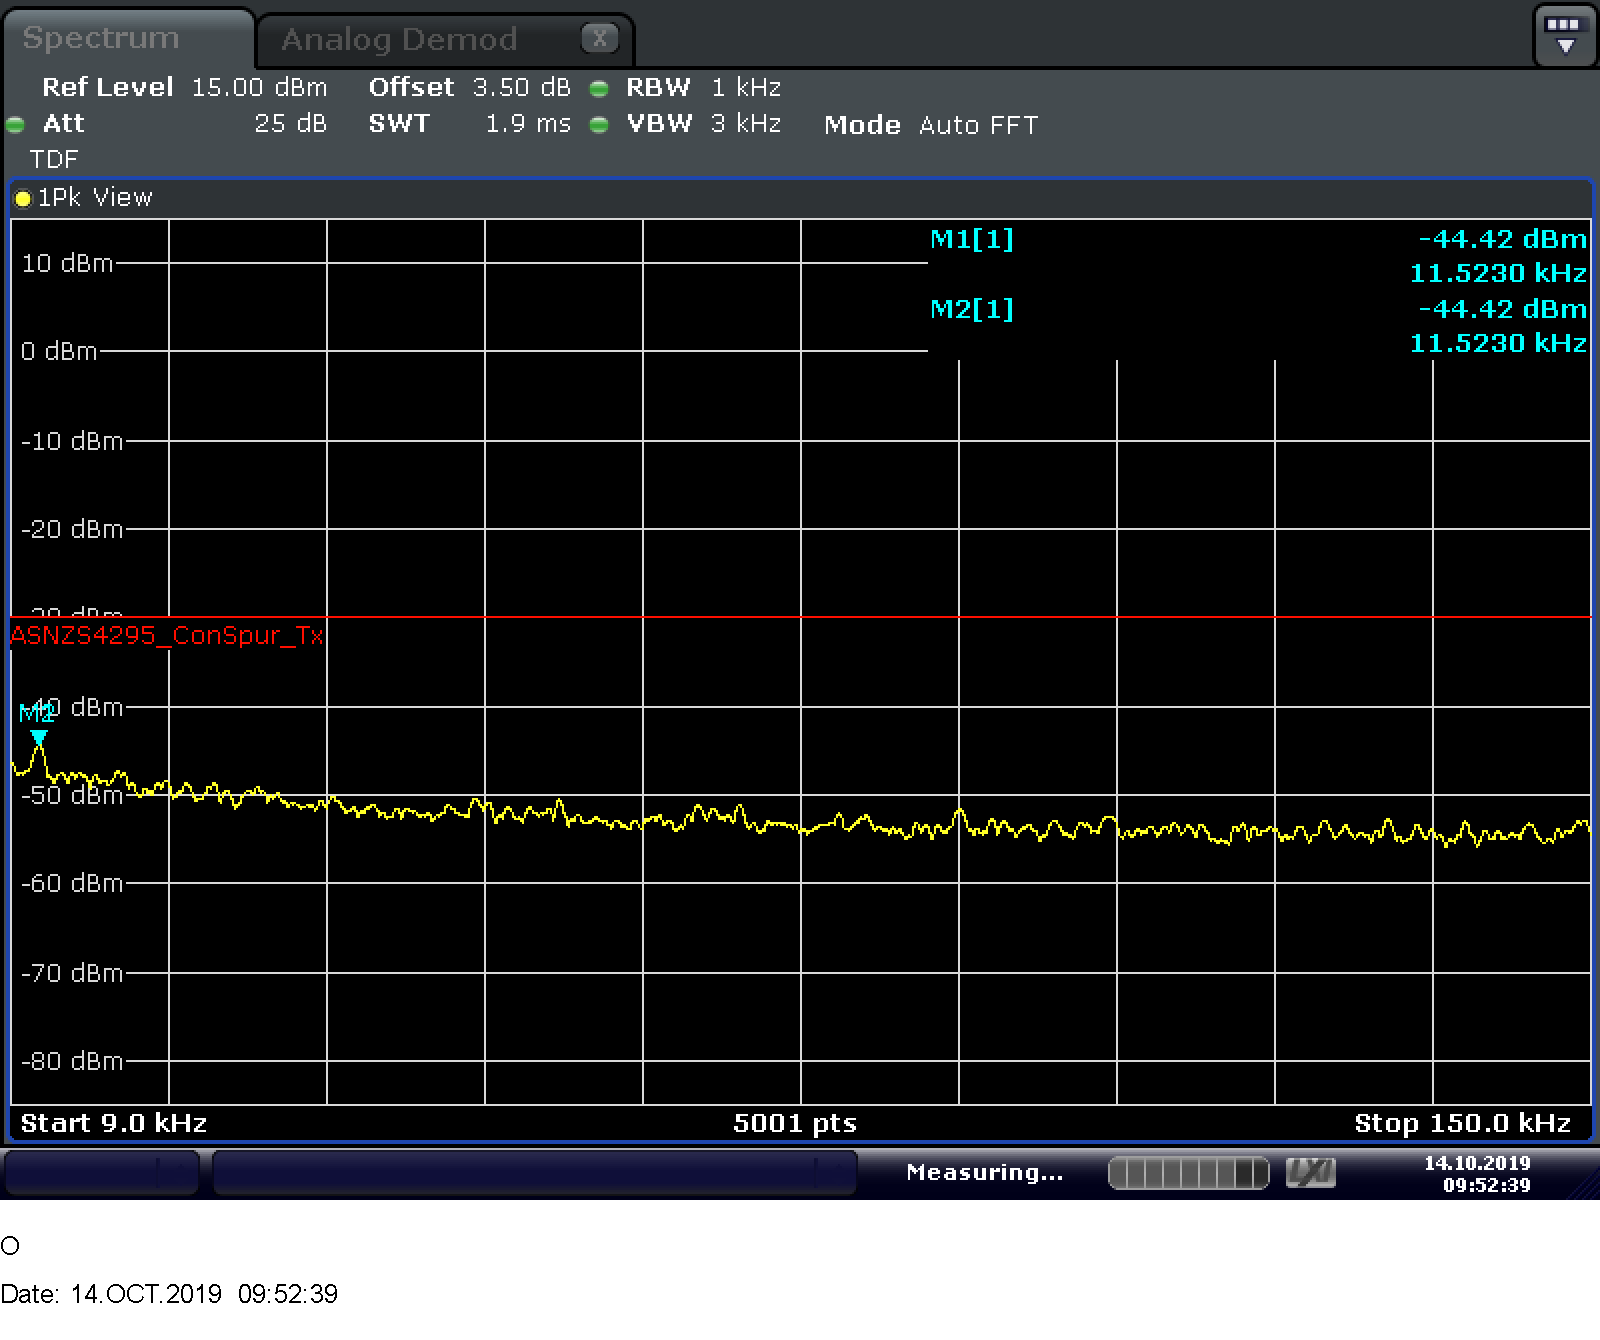 Spectrum Analog Demod X
Ref Level 15.00 dBm Offset 3.50 dB RBW 1 kHz
Att 25 dB SWT 1.9 ms VBW 3 kHz Mode Auto FFT
TDF
1Pk View
M1[1] -44.42 dBm
11.5230 kHz
M2[1] -44.42 dBm
11.5230 kHz
10 dBm
0 dBm
-10 dBm
-20 dBm
ASNZS4295_ConSpur_Tx
-40 dBm
M2
-50 dBm
-60 dBm
-70 dBm
-80 dBm
Start 9.0 kHz 5001 pts Stop 150.0 kHz
Measuring... LXI 14.10.2019
09:52:39
O
Date: 14.OCT.2019 09:52:39